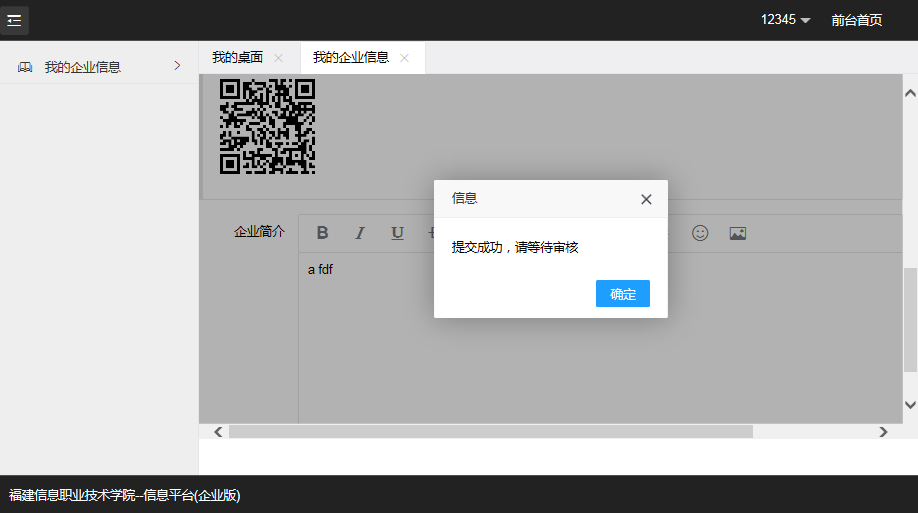 12345
前台首页
我的企业信息
我的桌面
我的企业信息
企业简介
B I U
a fdf
信息
提交成功，请等待审核
确定
福建信息职业技术学院--信息平台(企业版)